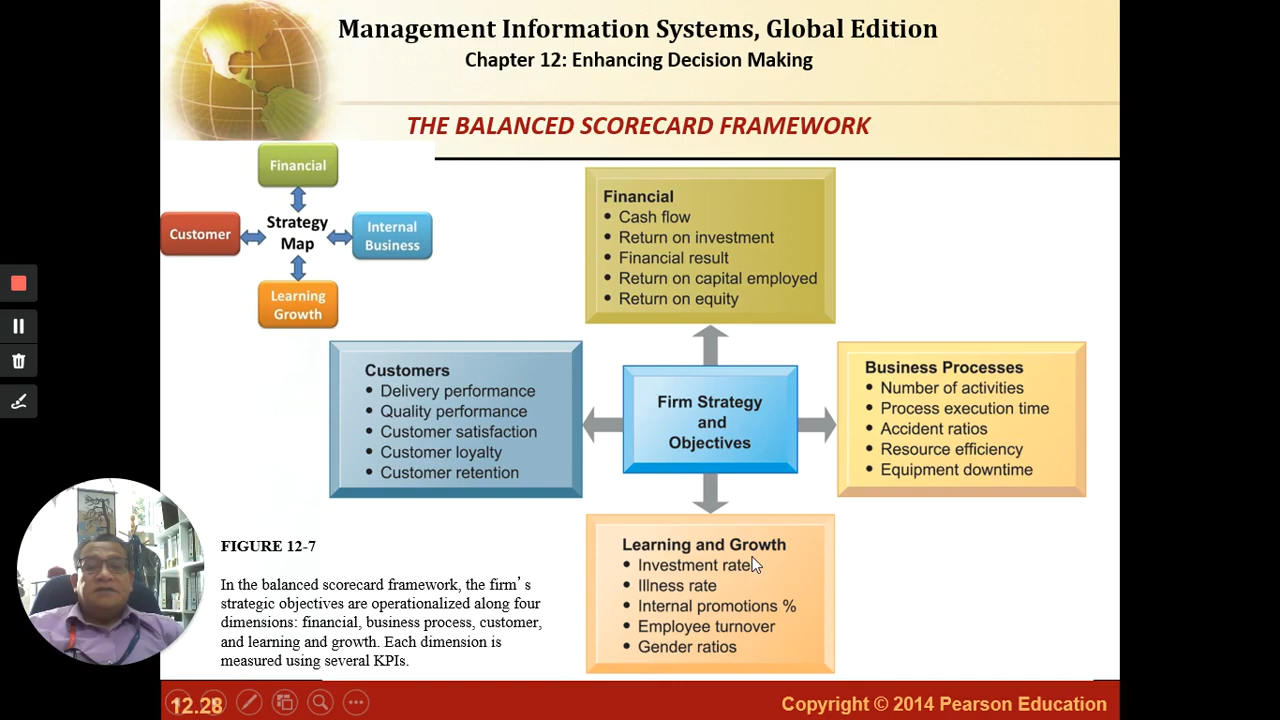 Management Information Systems, Global Edition
Chapter 12: Enhancing Decision Making
THE BALANCED SCORECARD FRAMEWORK
Financial
Customer
Strategy
Map
Internal
Business
Learning
Growth
Financial
• Cash flow
• Return on investment
• Financial result
• Return on capital employed
• Return on equity
Customers
• Delivery performance
• Quality performance
• Customer satisfaction
• Customer loyalty
• Customer retention
Firm Strategy
and
Objectives
Business Processes
• Number of activities
• Process execution time
• Accident ratios
• Resource efficiency
• Equipment downtime
Learning and Growth
• Investment rate
• Illness rate
• Internal promotions %
• Employee turnover
• Gender ratios
FIGURE 12-7
In the balanced scorecard framework, the firm's
strategic objectives are operationalized along four
dimensions: financial, business process, customer,
and learning and growth. Each dimension is
measured using several KPIs.
12.28
Copyright © 2014 Pearson Education